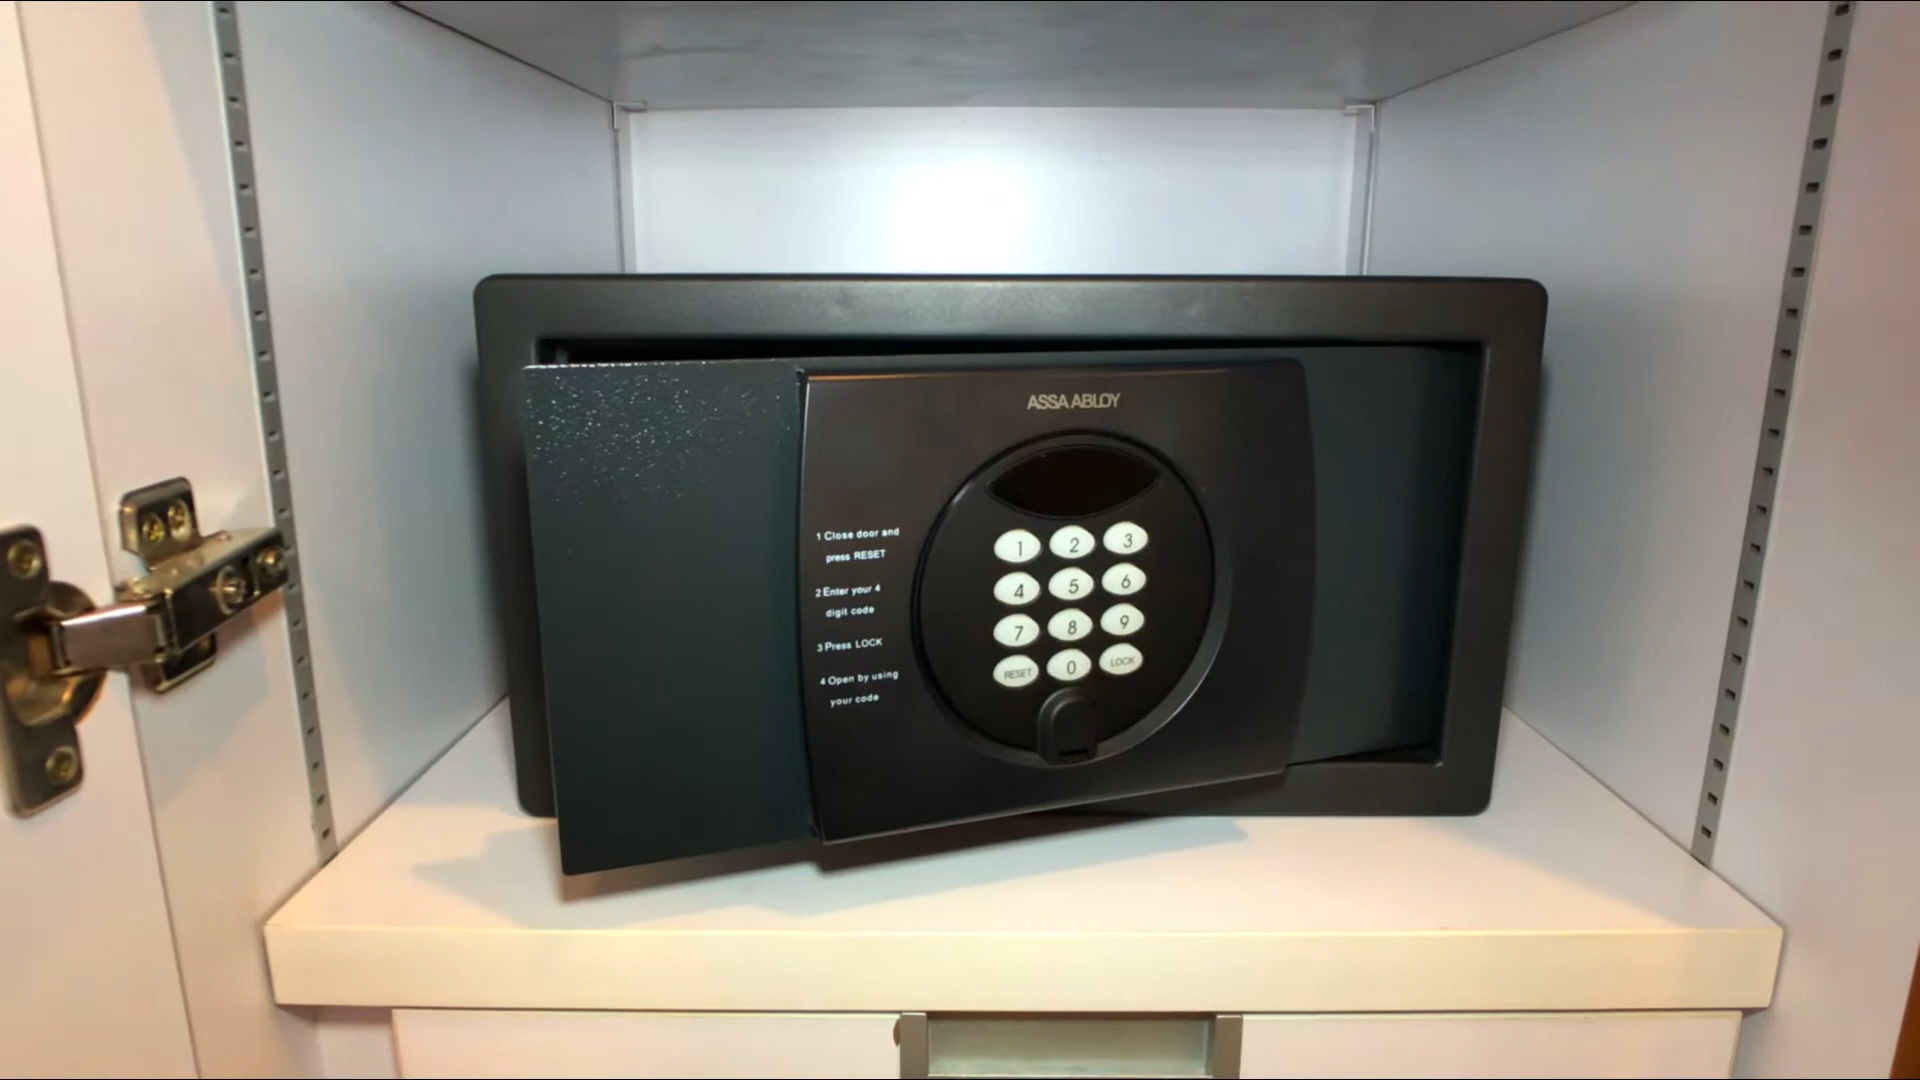 ASSA ABLOY
1 Close door and
press RESET
2 Enter your 4
digit code
3 Press LOCK
4 Open by using
your code
1 2 3
4 5 6
7 8 9
RESET 0 LOCK